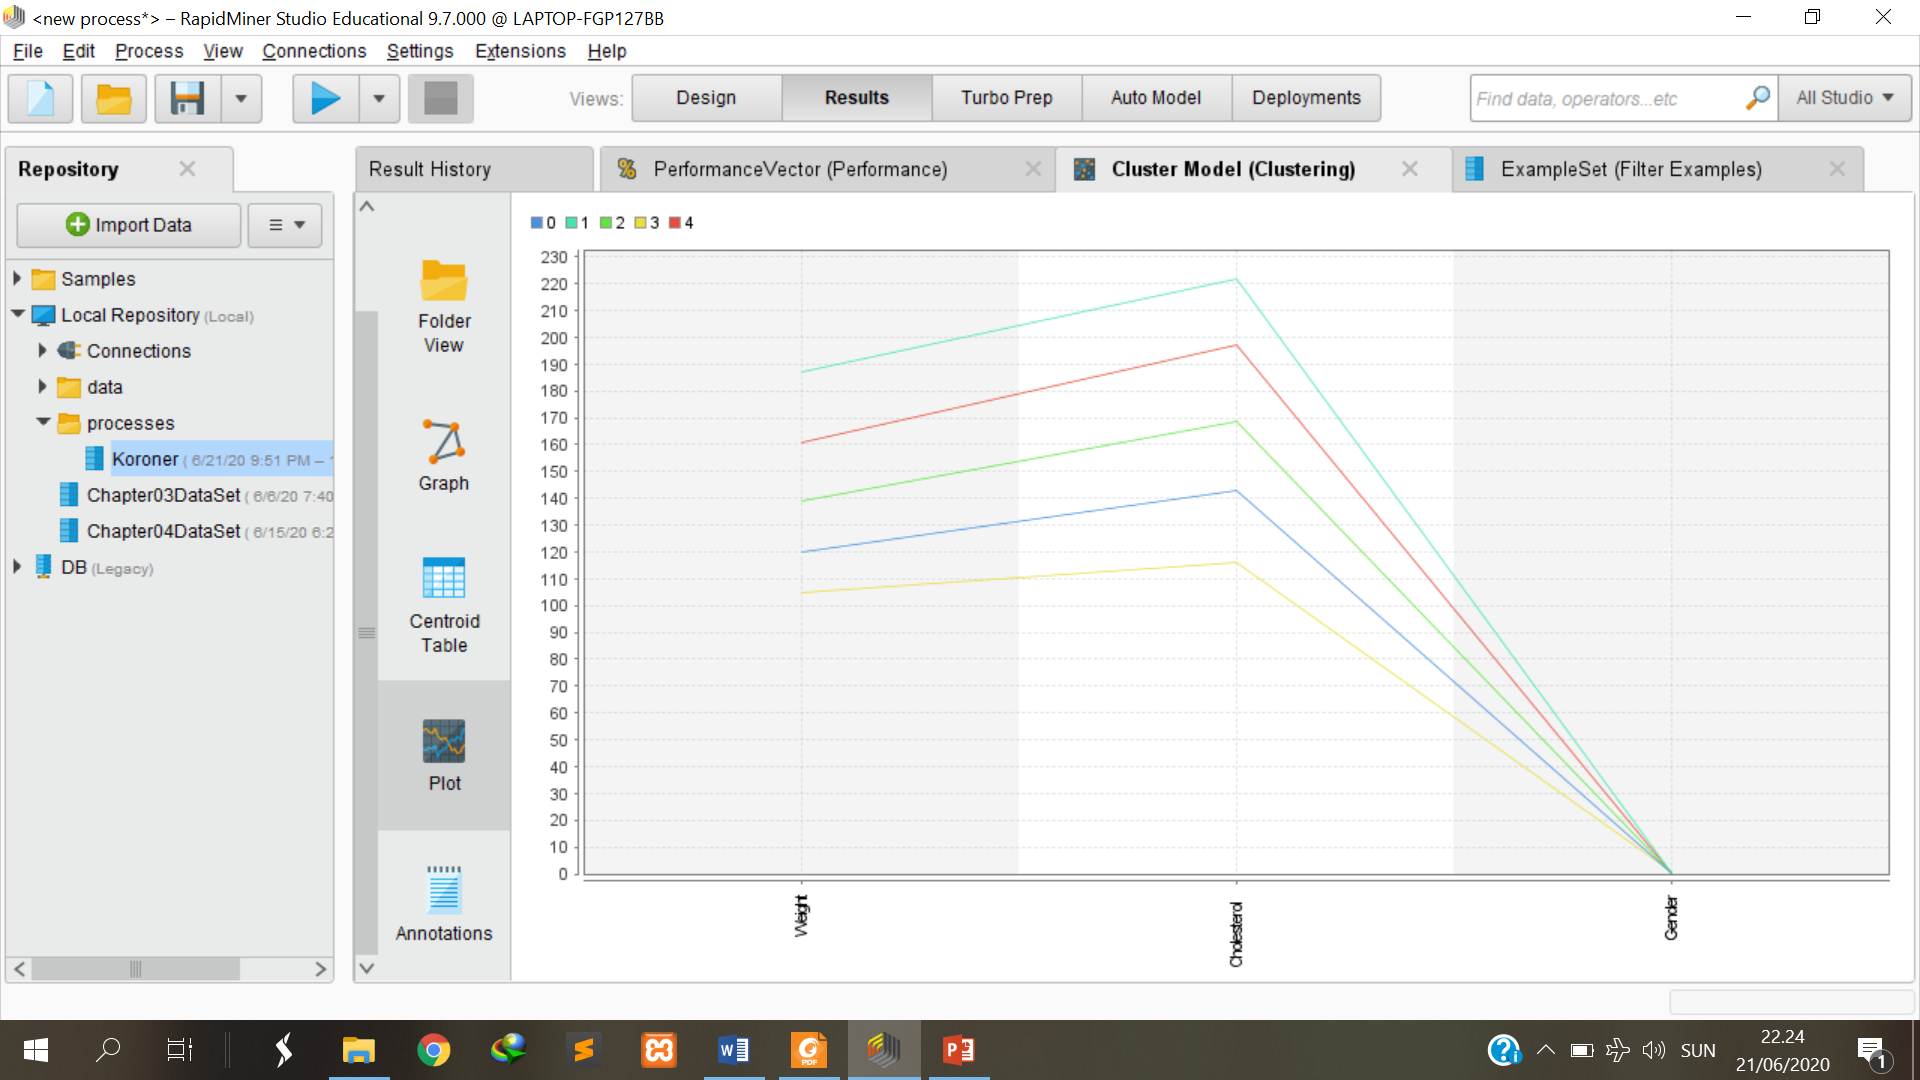 <new process*> – RapidMiner Studio Educational 9.7.000 @ LAPTOP-FGP127BB
File Edit Process View Connections Settings Extensions Help
Views: Design Results Turbo Prep Auto Model Deployments
Find data, operators...etc All Studio
Repository
Import Data
Samples
Local Repository (Local)
Connections
data
processes
Koroner ( 6/21/20 9:51 PM –
Chapter03DataSet ( 6/6/20 7:40
Chapter04DataSet ( 6/15/20 6:2
DB (Legacy)
Result History PerformanceVector (Performance) Cluster Model (Clustering) ExampleSet (Filter Examples)
Folder
View
Graph
Centroid
Table
Plot
Annotations
0 1 2 3 4
230
220
210
200
190
180
170
160
150
140
130
120
110
100
90
80
70
60
50
40
30
20
10
0
Weight Cholesterol Gender
SUN
22.24
21/06/2020
1